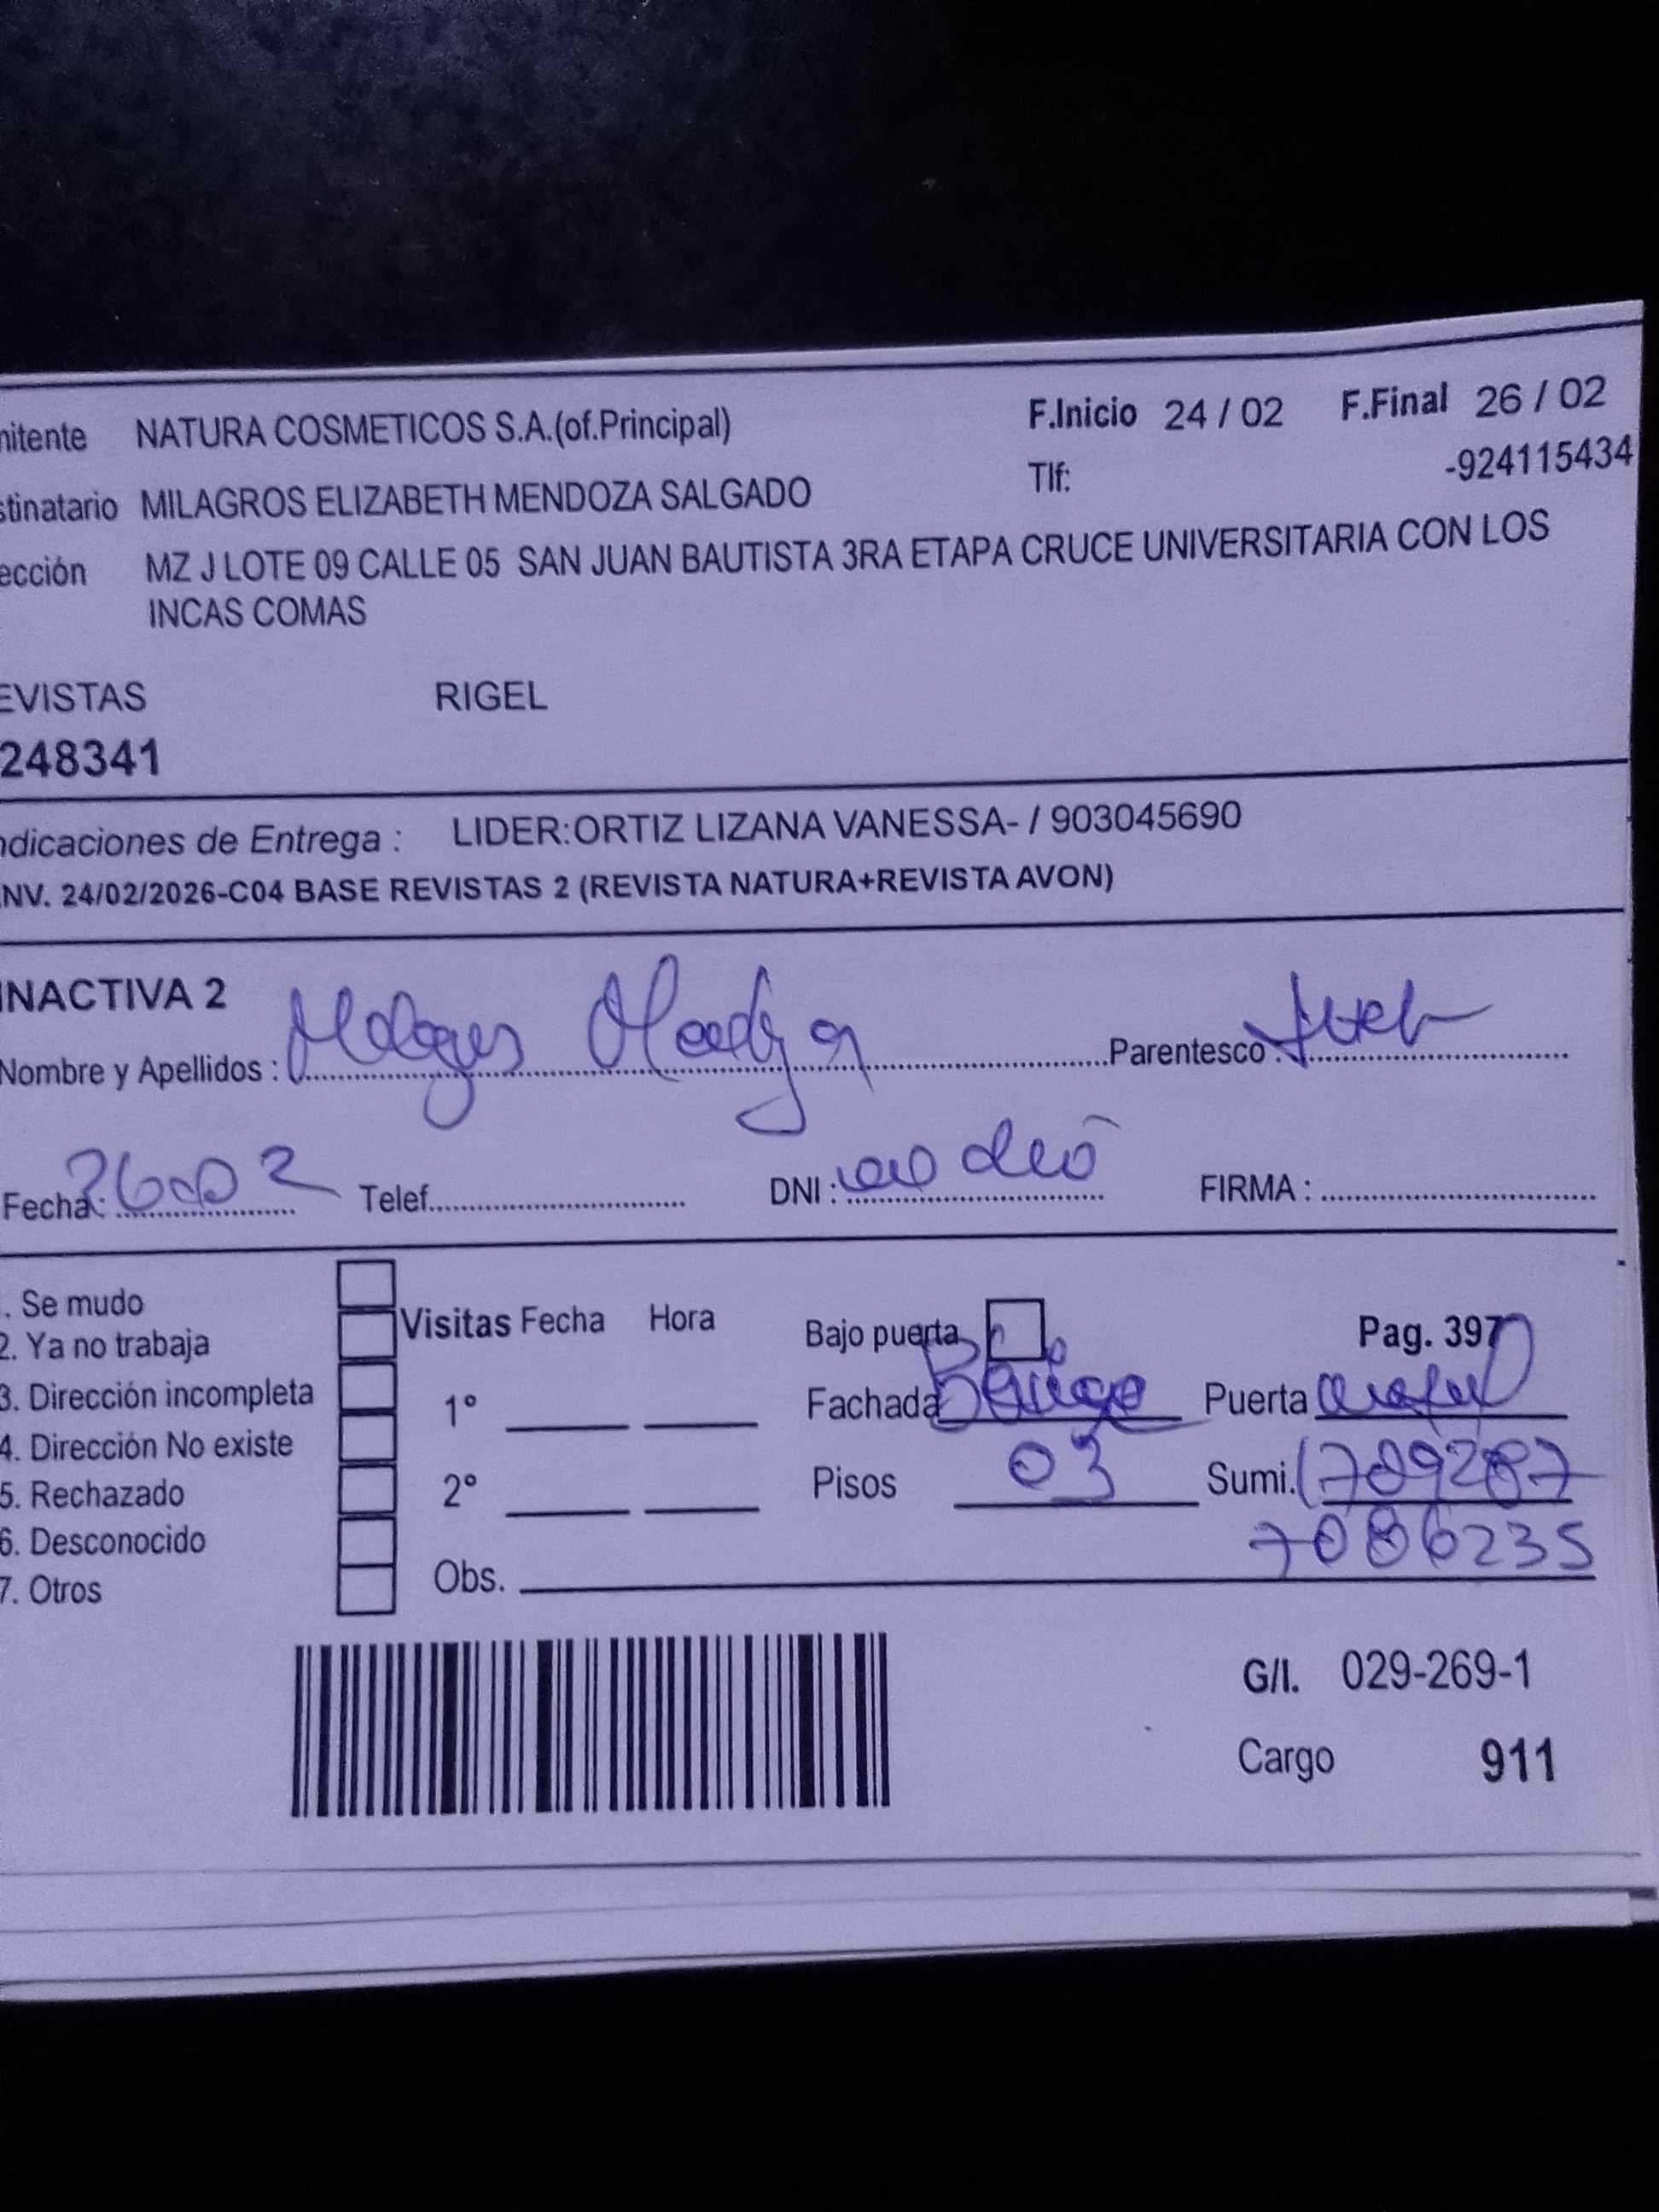 mitente NATURA COSMETICOS S.A.(of.Principal) F.Inicio 24 / 02 F.Final 26 / 02
stinatario MILAGROS ELIZABETH MENDOZA SALGADO Tlf: -924115434
ección MZ J LOTE 09 CALLE 05 SAN JUAN BAUTISTA 3RA ETAPA CRUCE UNIVERSITARIA CON LOS
INCAS COMAS
EVISTAS RIGEL
248341
ndicaciones de Entrega : LIDER:ORTIZ LIZANA VANESSA- / 903045690
NV. 24/02/2026-C04 BASE REVISTAS 2 (REVISTA NATURA+REVISTA AVON)
INACTIVA 2
Nombre y Apellidos : Parentesco :
Fecha: Telef. DNI : FIRMA :
. Se mudo
2. Ya no trabaja
3. Dirección incompleta
4. Dirección No existe
5. Rechazado
6. Desconocido
7. Otros
Visitas Fecha Hora
1°
2°
Obs.
Bajo puerta Pag. 397
Fachada Puerta
Pisos 03 Sumi. 1709287
7086235
G/I. 029-269-1
Cargo 911